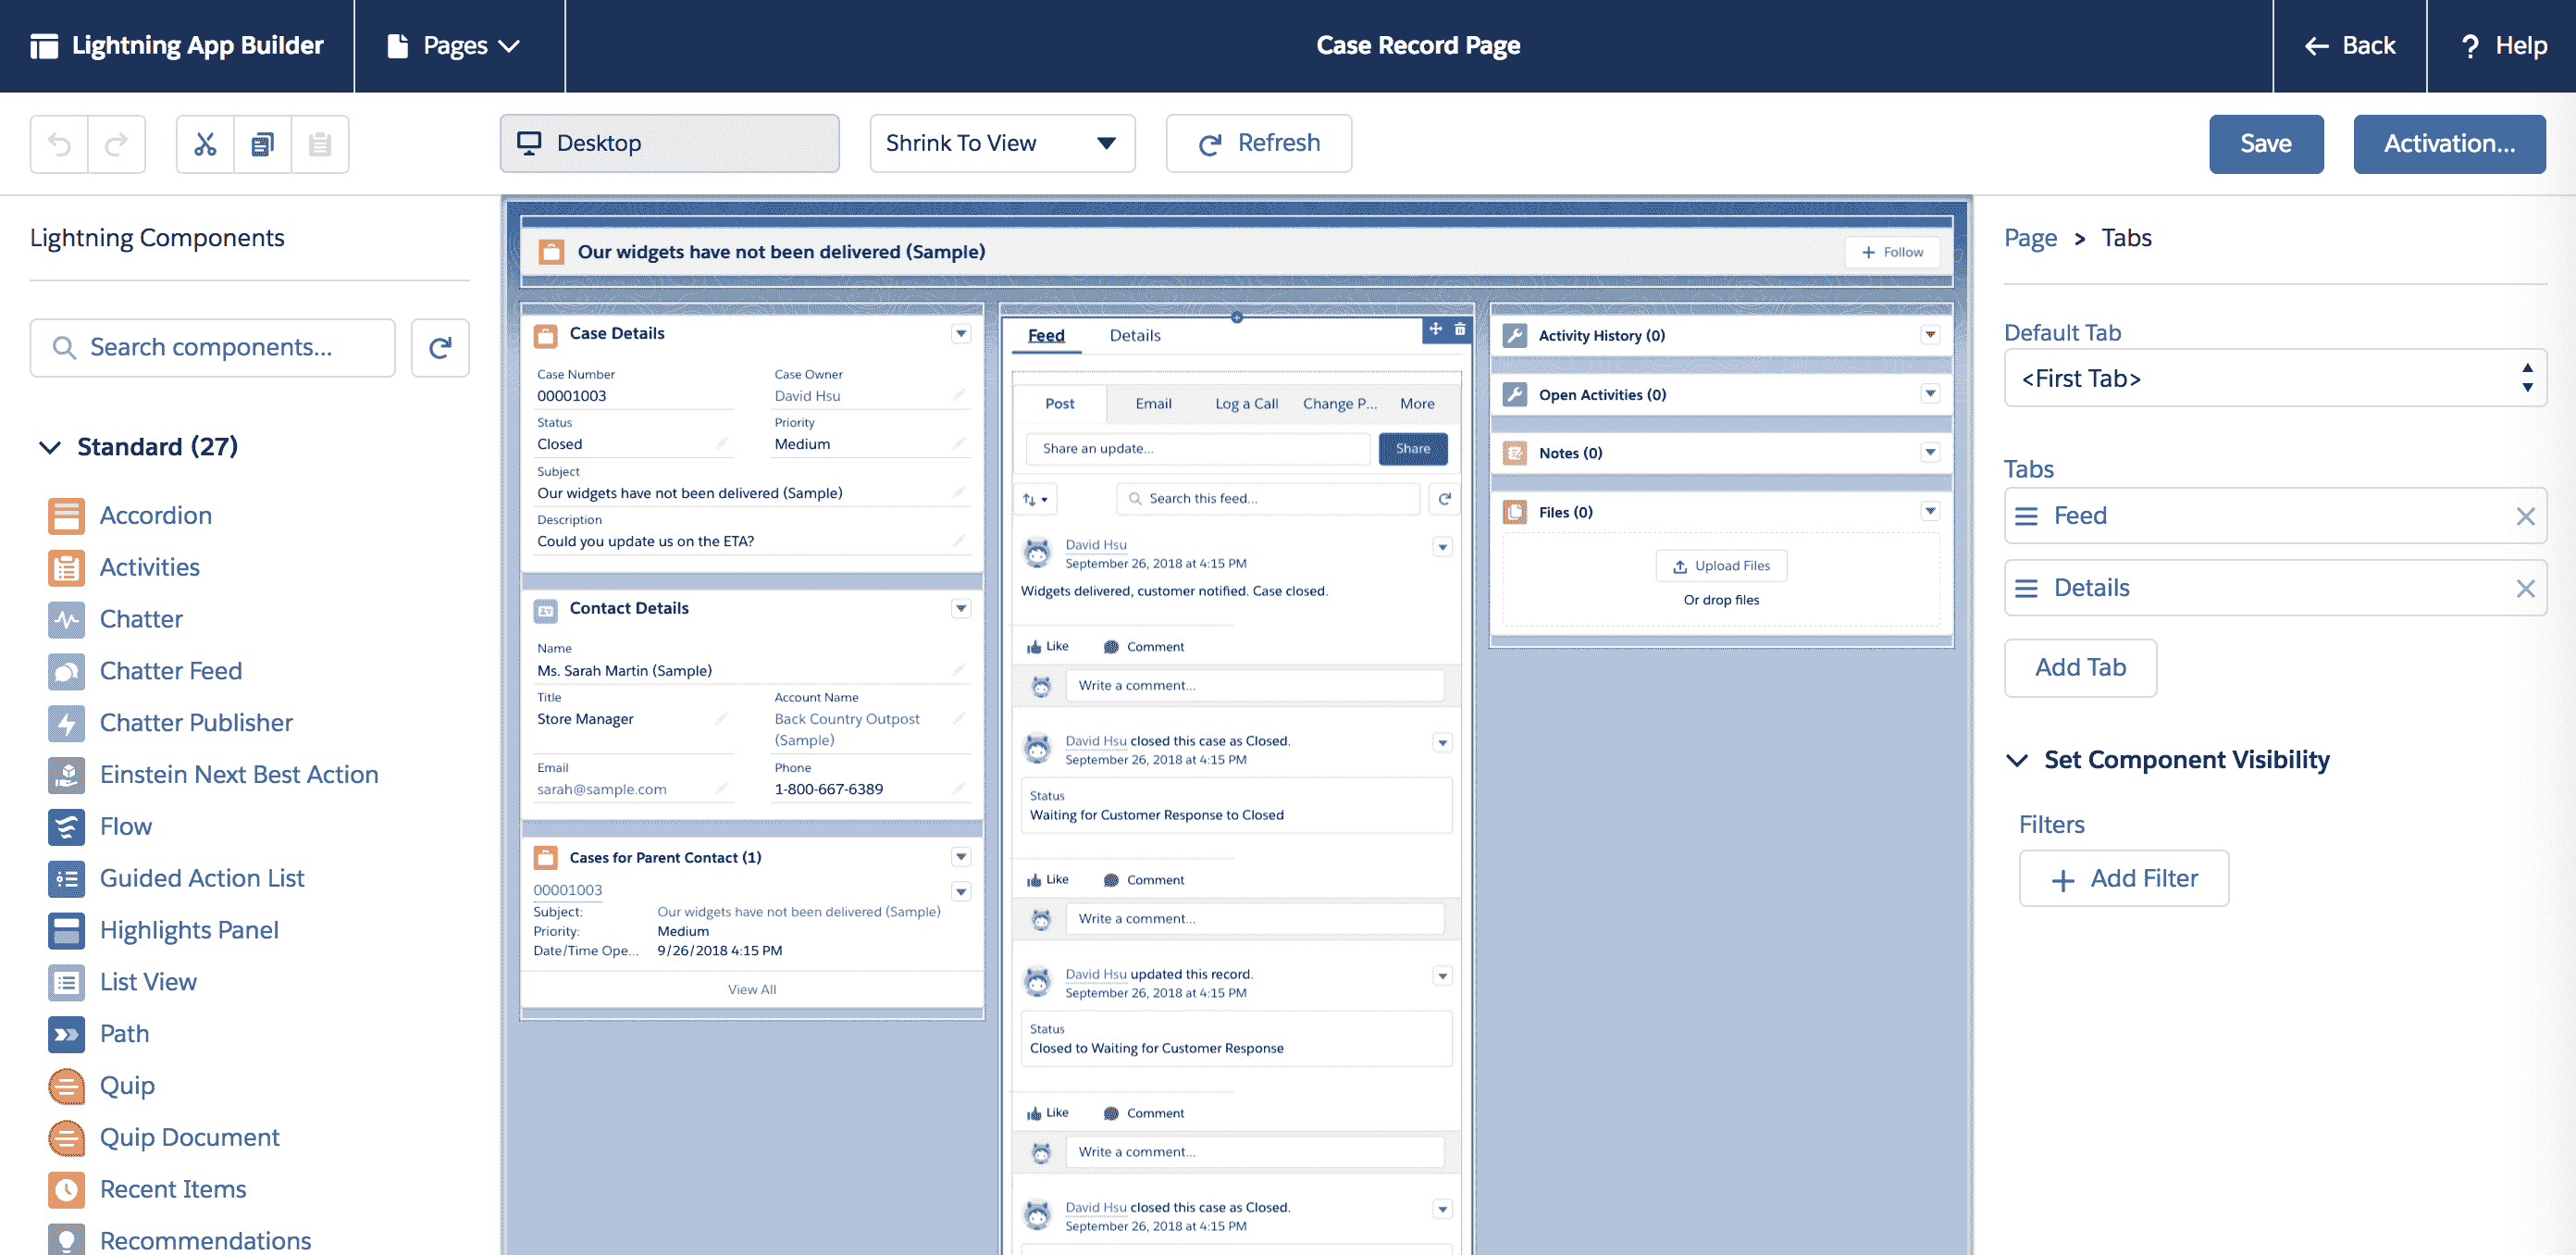 Lightning App Builder
Pages
Case Record Page
Back
? Help
Desktop
Shrink To View
Refresh
Save
Activation...
Lightning Components
Search components...
Standard (27)
Accordion
Activities
Chatter
Chatter Feed
Chatter Publisher
Einstein Next Best Action
Flow
Guided Action List
Highlights Panel
List View
Path
Quip
Quip Document
Recent Items
Recommendations
Our widgets have not been delivered (Sample)
Follow
Case Details
Case Number
Case Owner
00001003
David Hsu
Status
Priority
Closed
Medium
Subject
Our widgets have not been delivered (Sample)
Description
Could you update us on the ETA?
Contact Details
Name
Ms. Sarah Martin (Sample)
Title
Account Name
Store Manager
Back Country Outpost
(Sample)
Email
Phone
sarah@sample.com
1-800-667-6389
Cases for Parent Contact (1)
00001003
Subject: Our widgets have not been delivered (Sample)
Priority: Medium
Date/Time Ope... 9/26/2018 4:15 PM
View All
Feed
Details
Post
Email
Log a Call
Change P...
More
Share an update...
Share
Search this feed...
David Hsu
September 26, 2018 at 4:15 PM
Widgets delivered, customer notified. Case closed.
Like
Comment
Write a comment...
David Hsu closed this case as Closed.
September 26, 2018 at 4:15 PM
Status
Waiting for Customer Response to Closed
Like
Comment
Write a comment...
David Hsu updated this record.
September 26, 2018 at 4:15 PM
Status
Closed to Waiting for Customer Response
Like
Comment
Write a comment...
David Hsu closed this case as Closed.
September 26, 2018 at 4:15 PM
Activity History (0)
Open Activities (0)
Notes (0)
Files (0)
Upload Files
Or drop files
Page > Tabs
Default Tab
<First Tab>
Tabs
Feed
Details
Add Tab
Set Component Visibility
Filters
Add Filter